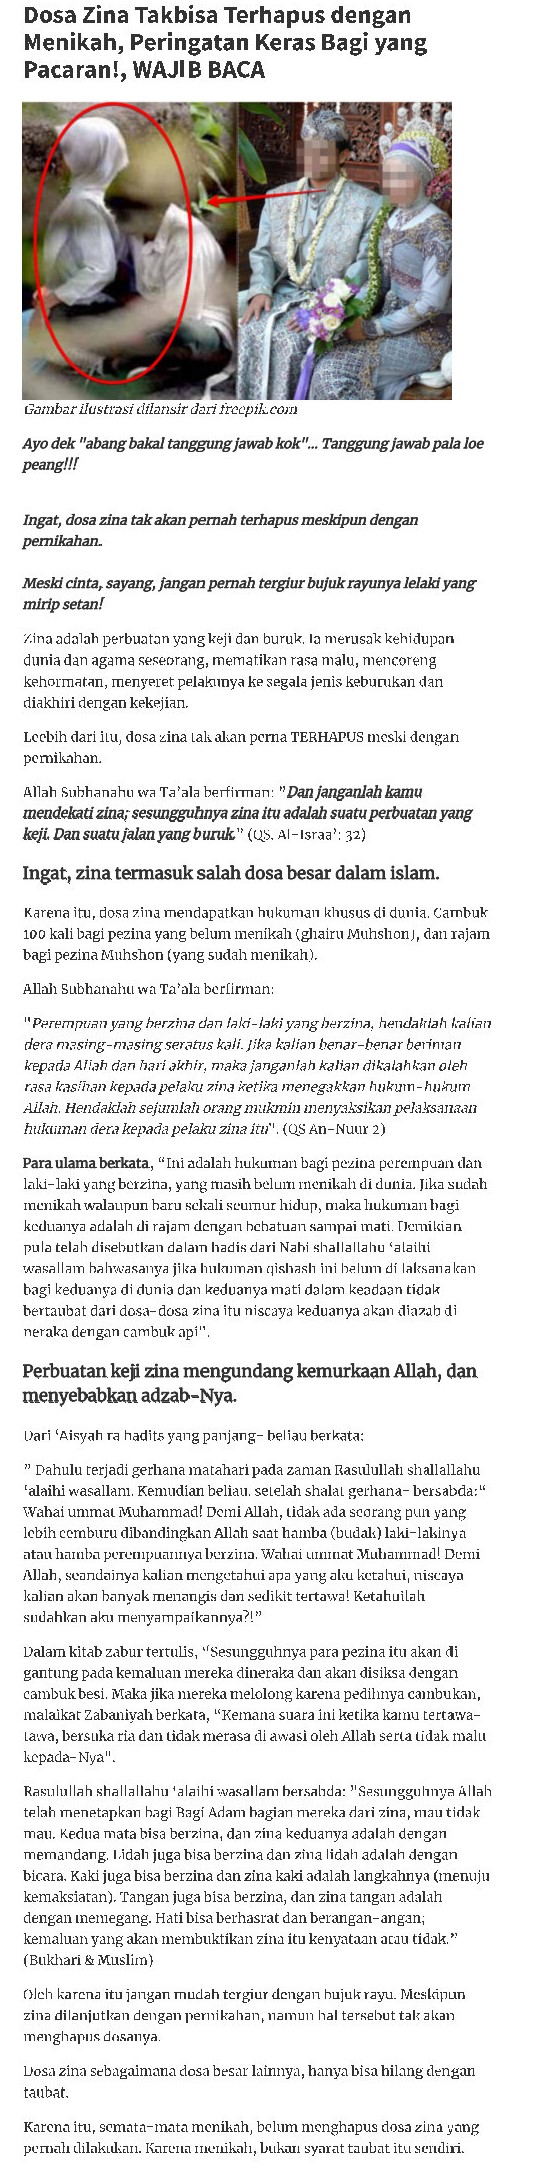 Dosa Zina Takbisa Terhapus dengan
Menikah, Peringatan Keras Bagi yang
Pacaran!, WAJIB BACA
Gambar ilustrasi dilansir dari freepik.com
Ayo dek "abang bakal tanggung jawab kok"... Tanggung jawab pala loe
peang!!!
Ingat, dosa zina tak akan pernah terhapus meskipun dengan
pernikahan.
Meski cinta, sayang, jangan pernah tergiur bujuk rayunya lelaki yang
mirip setan!
Zina adalah perbuatan yang keji dan buruk. Ia merusak kehidupan
dunia dan agama seseorang, mematikan rasa malu, mencoreng
kehormatan, menyeret pelakunya ke segala jenis keburukan dan
diakhiri dengan kekejian.
Leebih dari itu, dosa zina tak akan perna TERHAPUS meski dengan
pernikahan.
Allah Subhanahu wa Ta'ala berfirman: "Dan janganlah kamu
mendekati zina; sesungguhnya zina itu adalah suatu perbuatan yang
keji. Dan suatu jalan yang buruk." (QS. Al-Israa': 32)
Ingat, zina termasuk salah dosa besar dalam islam.
Karena itu, dosa zina mendapatkan hukuman khusus di dunia. Cambuk
100 kali bagi pezina yang belum menikah (ghairu Muhshon), dan rajam
bagi pezina Muhshon (yang sudah menikah).
Allah Subhanahu wa Ta'ala berfirman:
"Perempuan yang berzina dan laki-laki yang berzina, hendaklah kalian
dera masing-masing seratus kali. Jika kalian benar-benar beriman
kepada Allah dan hari akhir, maka janganlah kalian dikalahkan oleh
rasa kasihan kepada pelaku zina ketika menegakkan hukum-hukum
Allah. Hendaklah sejumlah orang mukmin menyaksikan pelaksanaan
hukuman dera kepada pelaku zina itu". (QS An-Nuur 2)
Para ulama berkata, "Ini adalah hukuman bagi pezina perempuan dan
laki-laki yang berzina, yang masih belum menikah di dunia. Jika sudah
menikah walaupun baru sekali seumur hidup, maka hukuman bagi
keduanya adalah di rajam dengan bebatuan sampai mati. Demikian
pula telah disebutkan dalam hadis dari Nabi shallallahu 'alaihi
wasallam bahwasanya jika hukuman qishash ini belum di laksanakan
bagi keduanya di dunia dan keduanya mati dalam keadaan tidak
bertaubat dari dosa-dosa zina itu niscaya keduanya akan diazab di
neraka dengan cambuk api".
Perbuatan keji zina mengundang kemurkaan Allah, dan
menyebabkan adzab-Nya.
Dari 'Aisyah ra hadits yang panjang- beliau berkata:
" Dahulu terjadi gerhana matahari pada zaman Rasulullah shallallahu
'alaihi wasallam. Kemudian beliau. setelah shalat gerhana- bersabda:"
Wahai ummat Muhammad! Demi Allah, tidak ada seorang pun yang
lebih cemburu dibandingkan Allah saat hamba (budak) laki-lakinya
atau hamba perempuannya berzina. Wahai ummat Muhammad! Demi
Allah, seandainya kalian mengetahui apa yang aku ketahui, niscaya
kalian akan banyak menangis dan sedikit tertawa! Ketahuilah
sudahkan aku menyampaikannya?!"
Dalam kitab zabur tertulis, "Sesungguhnya para pezina itu akan di
gantung pada kemaluan mereka dineraka dan akan disiksa dengan
cambuk besi. Maka jika mereka melolong karena pedihnya cambukan,
malaikat Zabaniyah berkata, "Kemana suara ini ketika kamu tertawa-
tawa, bersuka ria dan tidak merasa di awasi oleh Allah serta tidak malu
kepada-Nya".
Rasulullah shallallahu 'alaihi wasallam bersabda: "Sesungguhnya Allah
telah menetapkan bagi Bagi Adam bagian mereka dari zina, mau tidak
mau. Kedua mata bisa berzina, dan zina keduanya adalah dengan
memandang. Lidah juga bisa berzina dan zina lidah adalah dengan
bicara. Kaki juga bisa berzina dan zina kaki adalah langkahnya (menuju
kemaksiatan). Tangan juga bisa berzina, dan zina tangan adalah
dengan memegang. Hati bisa berhasrat dan berangan-angan;
kemaluan yang akan membuktikan zina itu kenyataan atau tidak."
(Bukhari & Muslim)
Oleh karena itu jangan mudah tergiur dengan bujuk rayu. Meskipun
zina dilanjutkan dengan pernikahan, namun hal tersebut tak akan
menghapus dosanya.
Dosa zina sebagaimana dosa besar lainnya, hanya bisa hilang dengan
taubat.
Karena itu, semata-mata menikah, belum menghapus dosa zina yang
pernah dilakukan. Karena menikah, bukan syarat taubat itu sendiri.